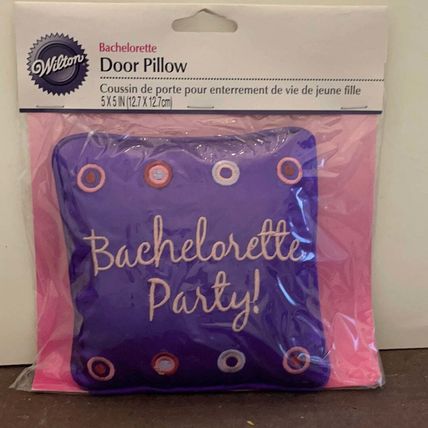 Wilton
Bachelorette
Door Pillow
Coussin de porte pour enterrement de vie de jeune fille
5 X 5 IN (12.7 X 12.7cm)
Bachelorette
Party!